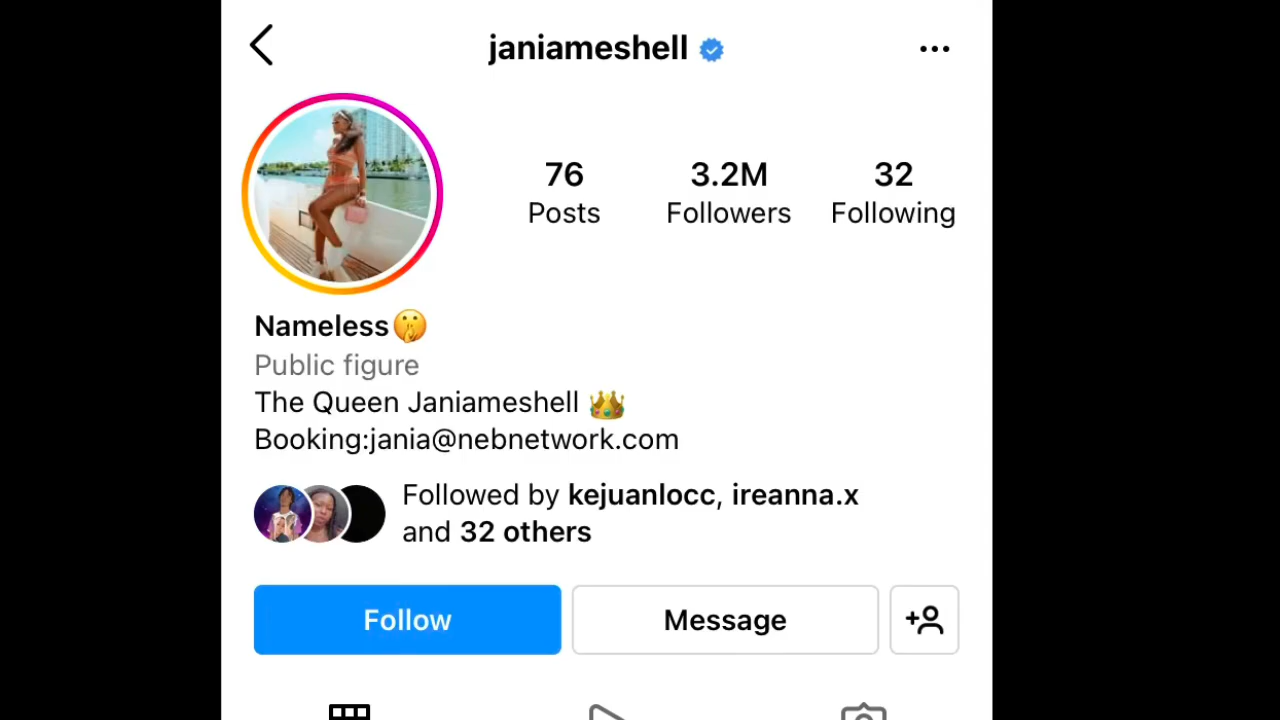 janiameshell
76 3.2M 32
Posts Followers Following
Nameless🤫
Public figure
The Queen Janiameshell 👑
Booking:jania@nebnetwork.com
Followed by kejuanlocc, ireanna.x
and 32 others
Follow Message